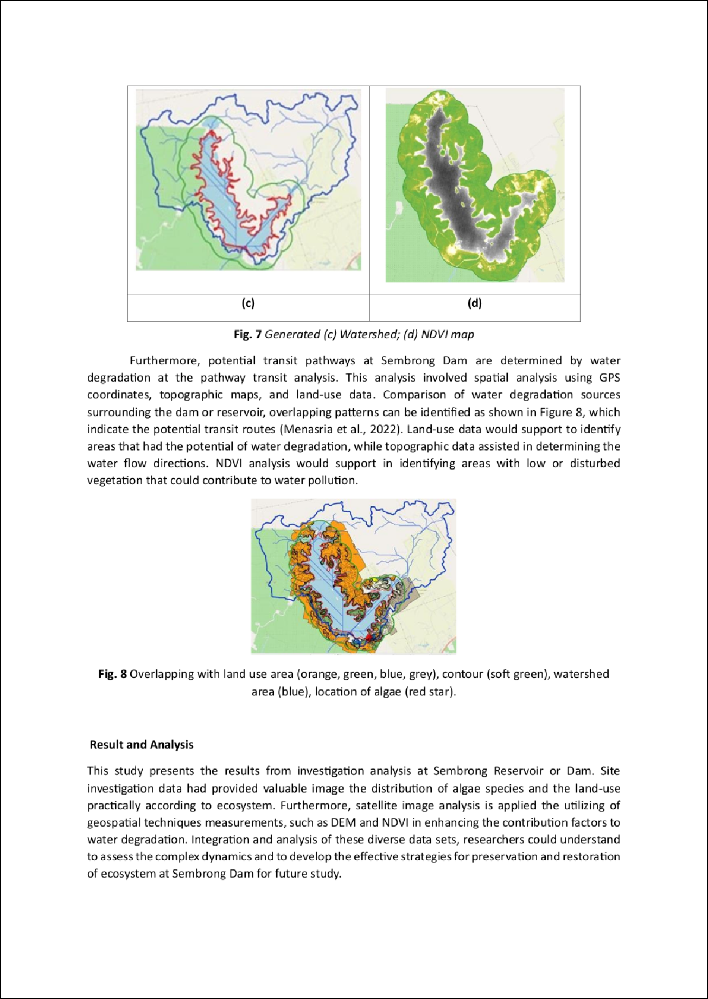 (c)
(d)
Fig. 7 Generated (c) Watershed; (d) NDVI map
Furthermore, potential transit pathways at Sembrong Dam are determined by water
degradation at the pathway transit analysis. This analysis involved spatial analysis using GPS
coordinates, topographic maps, and land-use data. Comparison of water degradation sources
surrounding the dam or reservoir, overlapping patterns can be identified as shown in Figure 8, which
indicate the potential transit routes (Menasria et al., 2022). Land-use data would support to identify
areas that had the potential of water degradation, while topographic data assisted in determining the
water flow directions. NDVI analysis would support in identifying areas with low or disturbed
vegetation that could contribute to water pollution.
Fig. 8 Overlapping with land use area (orange, green, blue, grey), contour (soft green), watershed
area (blue), location of algae (red star).
Result and Analysis
This study presents the results from investigation analysis at Sembrong Reservoir or Dam. Site
investigation data had provided valuable image the distribution of algae species and the land-use
practically according to ecosystem. Furthermore, satellite image analysis is applied the utilizing of
geospatial techniques measurements, such as DEM and NDVI in enhancing the contribution factors to
water degradation. Integration and analysis of these diverse data sets, researchers could understand
to assess the complex dynamics and to develop the effective strategies for preservation and restoration
of ecosystem at Sembrong Dam for future study.